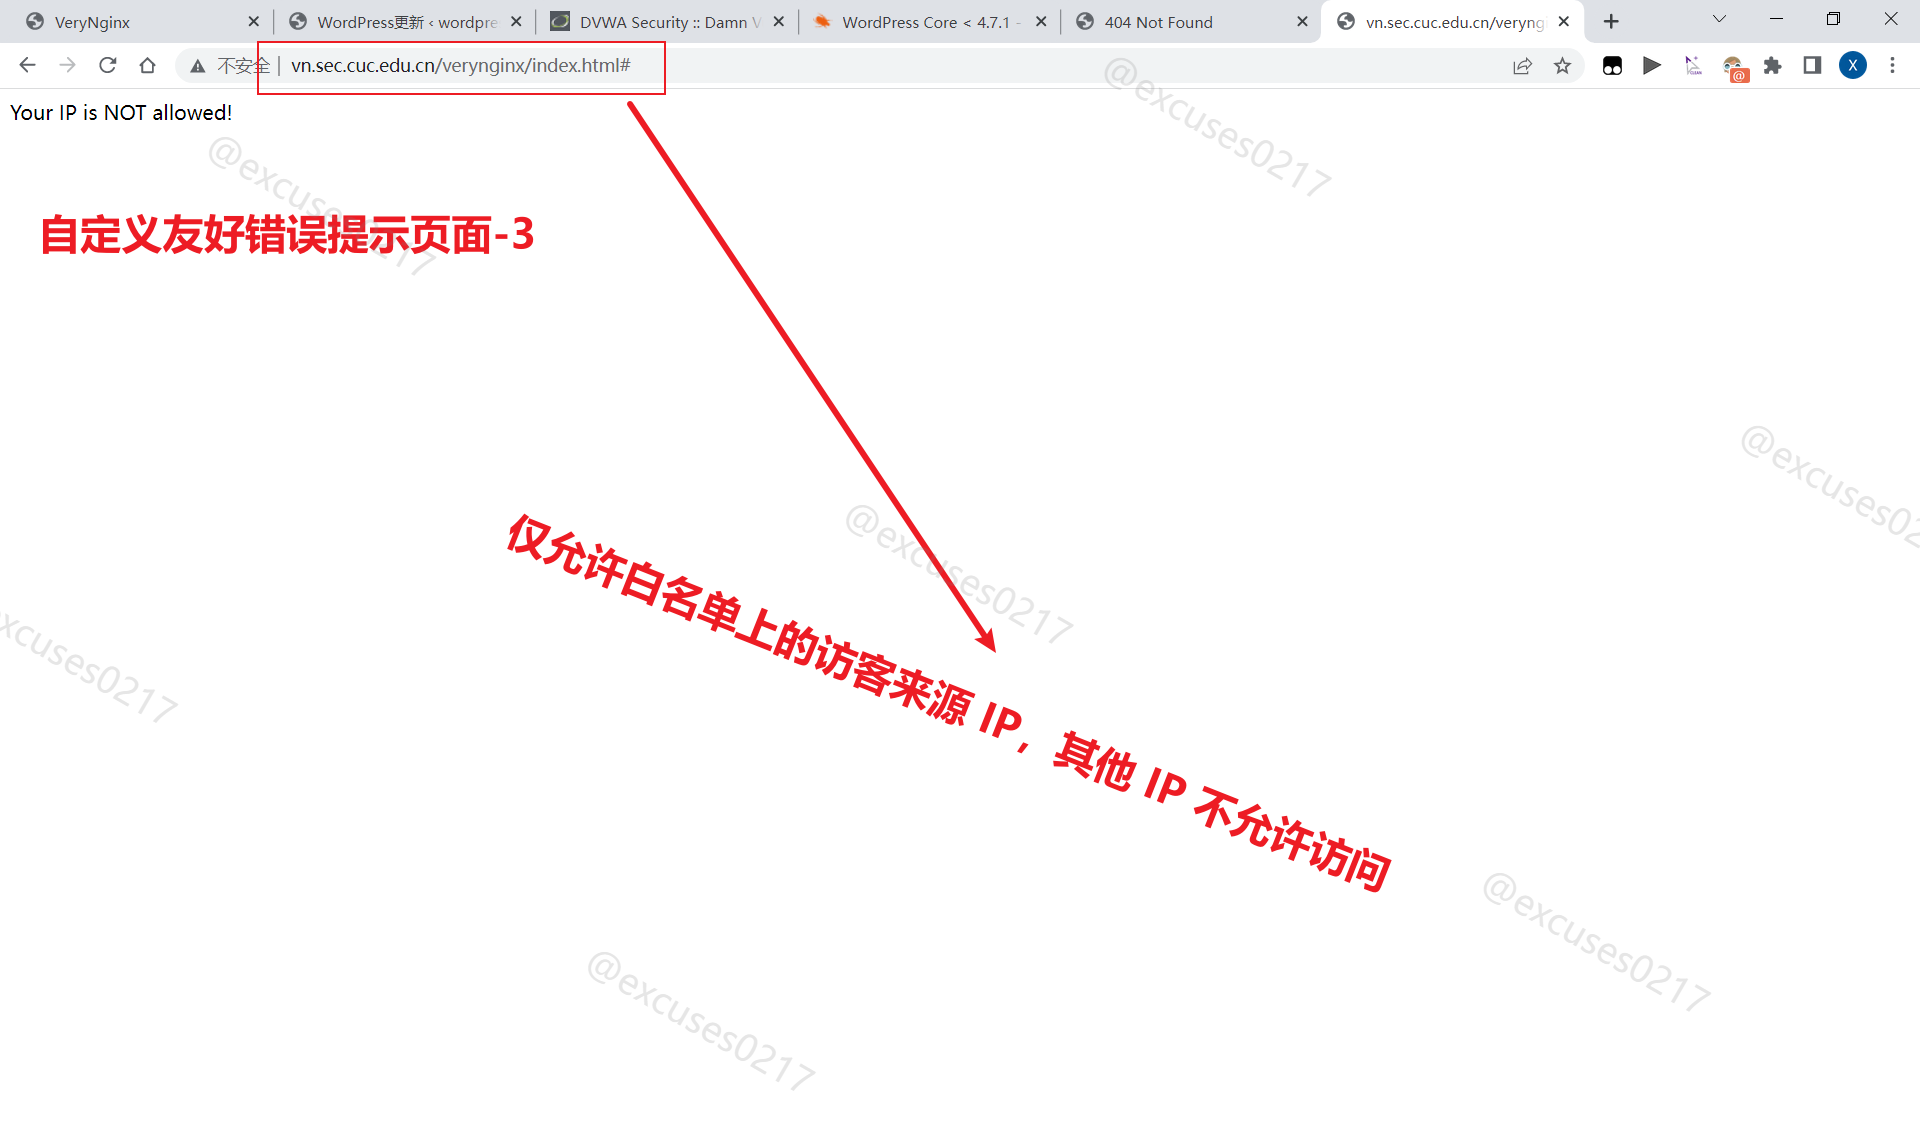 VeryNginx
WordPress更新 ‹ wordpre
DVWA Security :: Damn V
WordPress Core < 4.7.1 -
404 Not Found
vn.sec.cuc.edu.cn/veryng
不安全
vn.sec.cuc.edu.cn/verynginx/index.html#
X
@
Your IP is NOT allowed!
@excuses0217
@excuses0217
自定义友好错误提示页面-3
@excuses02
@excuses0217
仅允许白名单上的访客来源 IP，其他 IP 不允许访问
xcuses0217
@excuses0217
@excuses0217